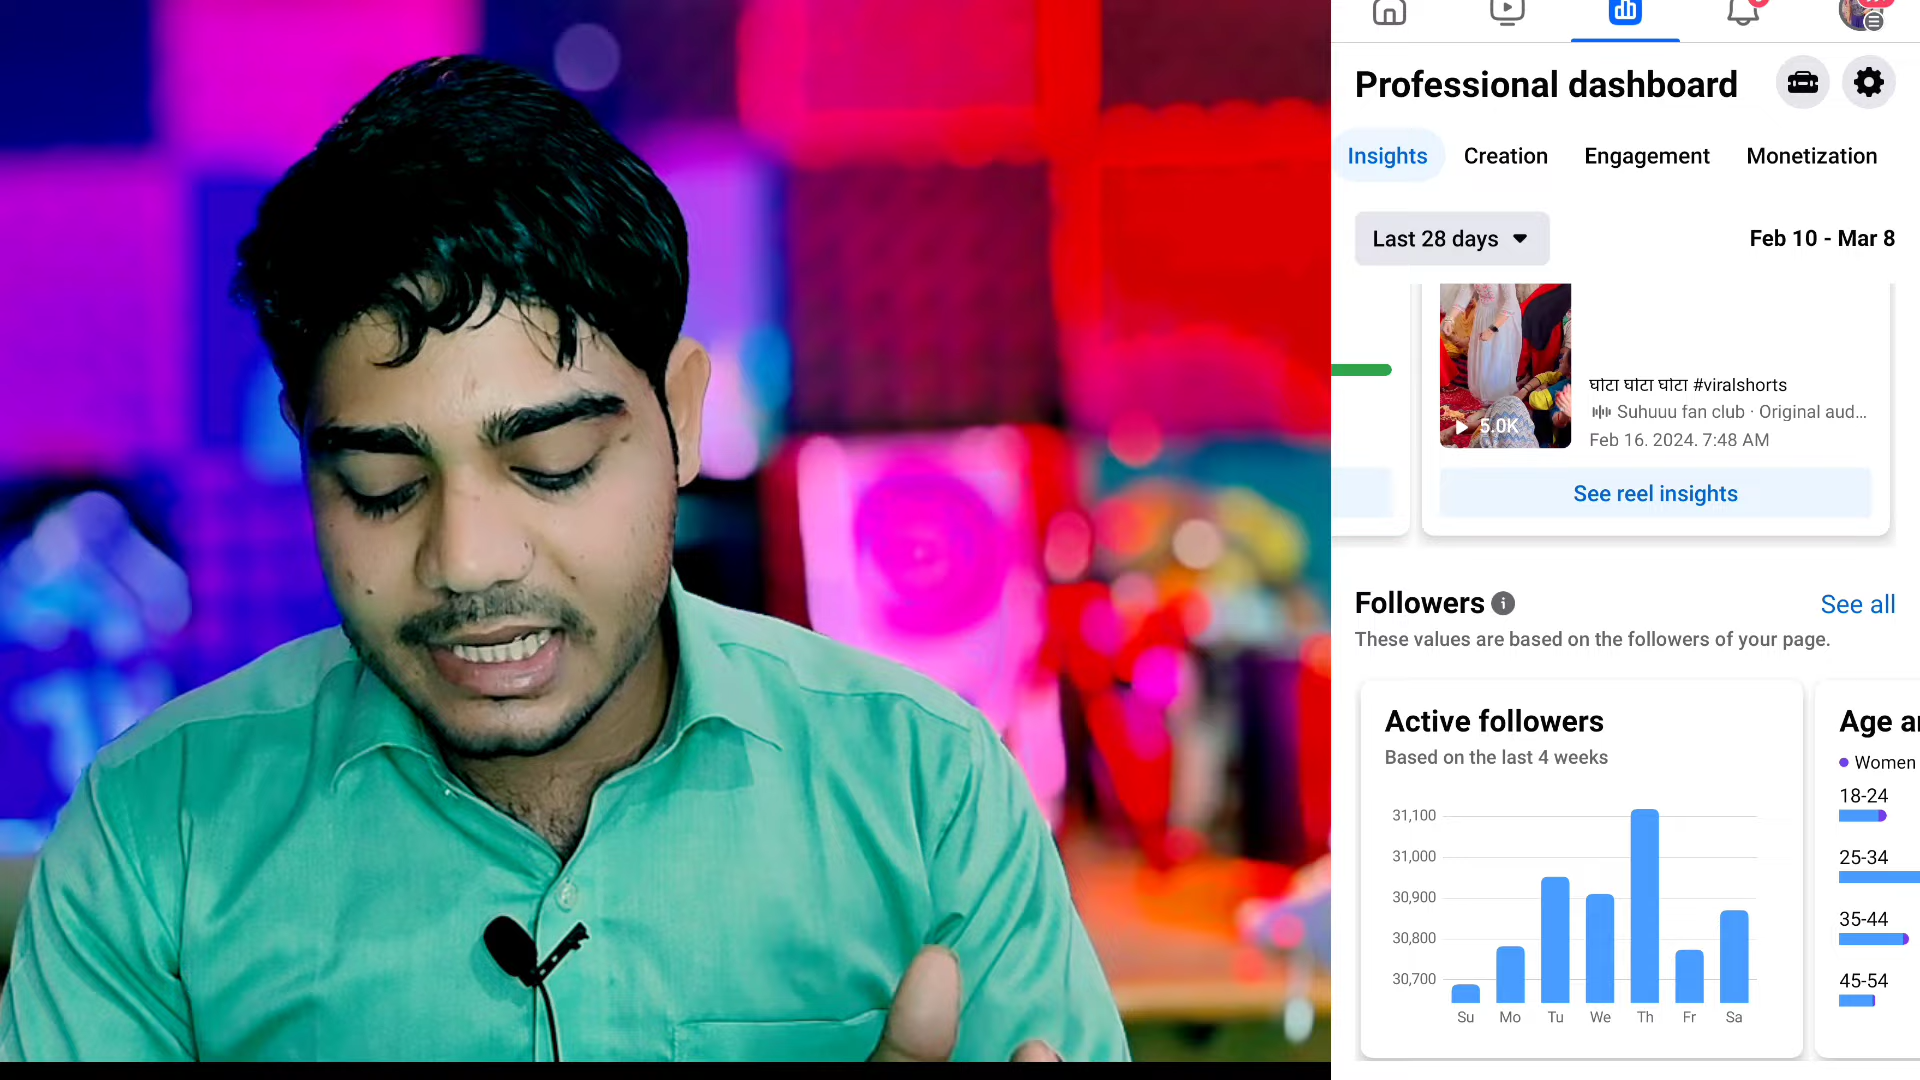 Professional dashboard
Insights Creation Engagement Monetization
Last 28 days Feb 10 - Mar 8
5.0K
घोटा घोटा घोटा #viralshorts
Suhuuu fan club · Original aud...
Feb 16. 2024. 7:48 AM
See reel insights
Followers See all
These values are based on the followers of your page.
Active followers
Based on the last 4 weeks
31,100
31,000
30,900
30,800
30,700
Su Mo Tu We Th Fr Sa
Women
18-24
25-34
35-44
45-54